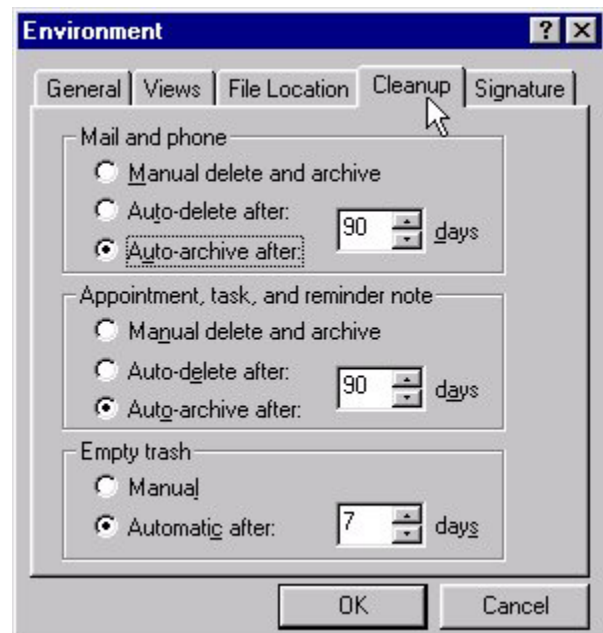 Environment
General Views File Location Cleanup Signature
Mail and phone
Manual delete and archive
Auto-delete after:
90 days
Auto-archive after:
Appointment, task, and reminder note
Manual delete and archive
Auto-delete after:
90 days
Auto-archive after:
Empty trash
Manual
Automatic after: 7 days
OK Cancel